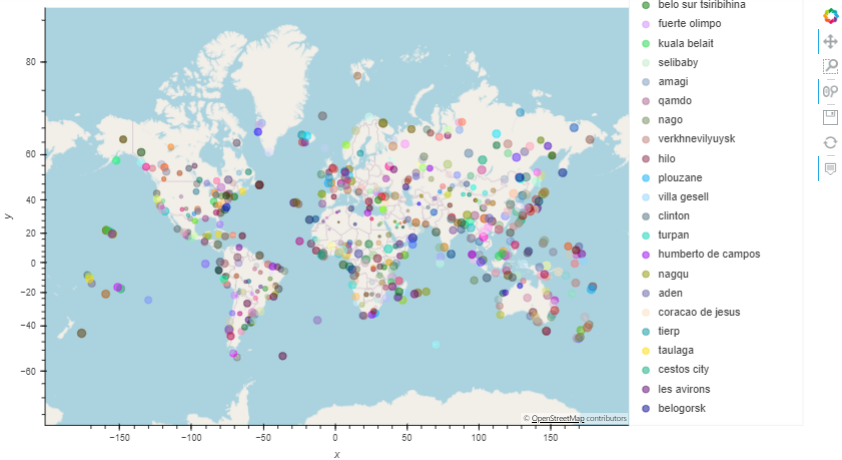 belo sur tsiribihina
fuerte olimpo
kuala belait
selibaby
amagi
qamdo
nago
verkhnevilyuysk
hilo
plouzane
villa gesell
clinton
turpan
humberto de campos
nagqu
aden
coracao de jesus
tierp
taulaga
cestos city
les avirons
belogorsk
80
60
40
20
0
−20
−40
−60
y
−150
−100
−50
0
50
100
150
x
© OpenStreetMap contributors